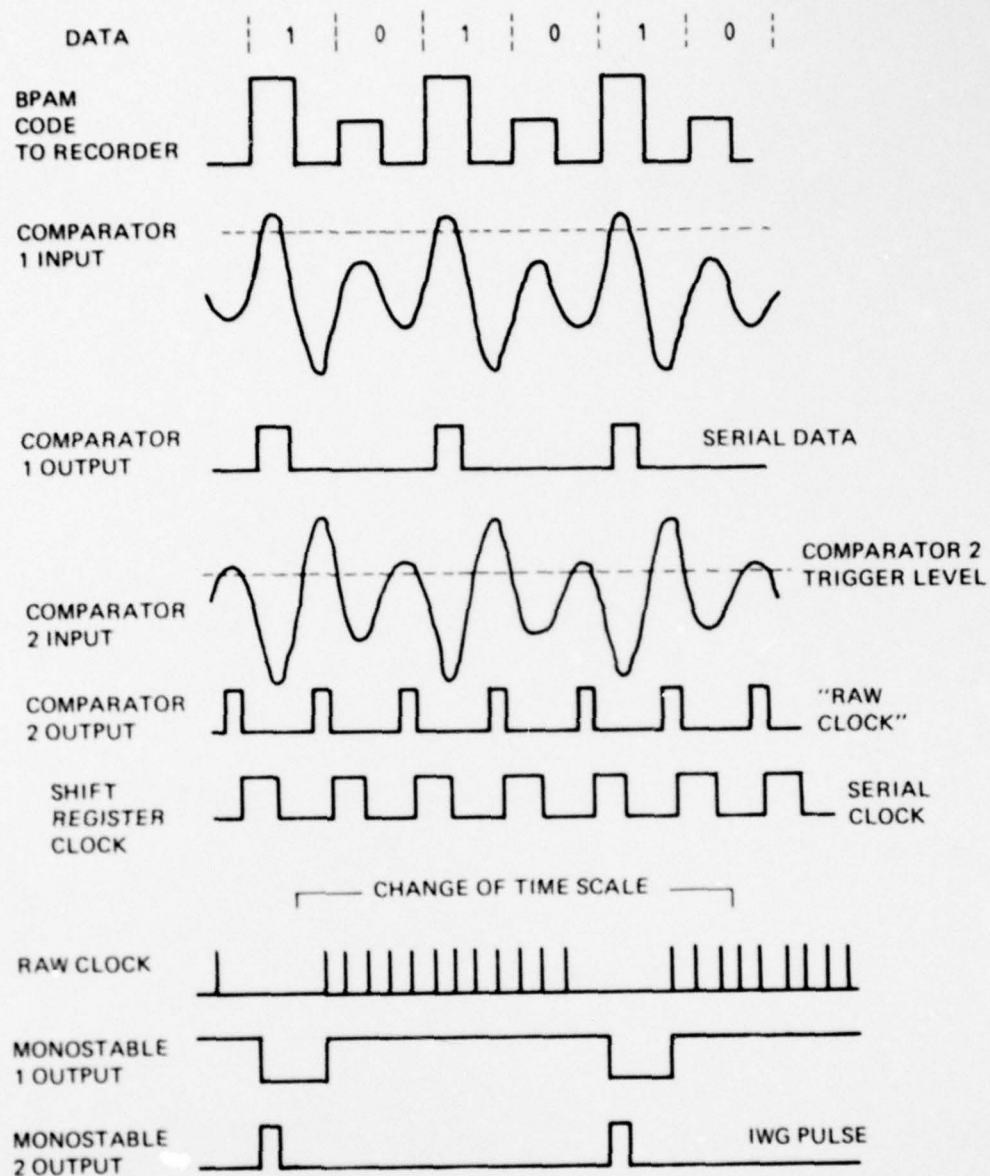 DATA 1 0 1 0 1 0
BPAM
CODE
TO RECORDER
COMPARATOR
1 INPUT
COMPARATOR
1 OUTPUT
SERIAL DATA
COMPARATOR 2
TRIGGER LEVEL
COMPARATOR
2 INPUT
COMPARATOR
2 OUTPUT
"RAW
CLOCK"
SHIFT
REGISTER
CLOCK
SERIAL
CLOCK
CHANGE OF TIME SCALE
RAW CLOCK
MONOSTABLE
1 OUTPUT
MONOSTABLE
2 OUTPUT
IWG PULSE